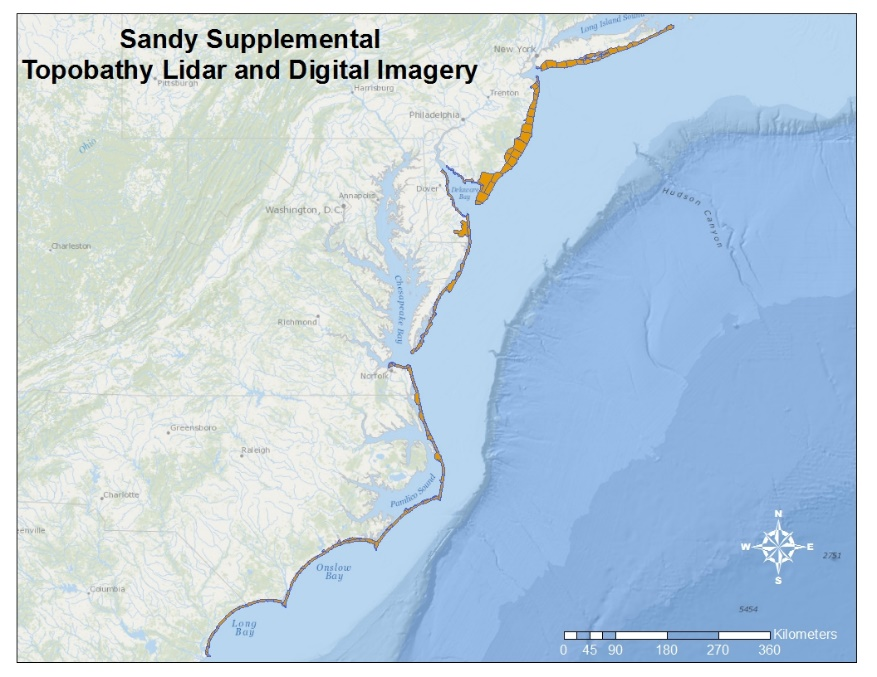 Sandy Supplemental
Topobathy Lidar and Digital Imagery
Long Island Sound
New York
Pittsburgh
Harrisburg
Trenton
Philadelphia
Ohio
Dover
Delaware
Bay
Annapolis
Washington, D.C.
Hudson Canyon
Charleston
Chesapeake Bay
Richmond
Norfolk
Greensboro
Raleigh
Pamlico Sound
Charlotte
N
eenville
W E
2751
S
Onslow
Bay
Columbia
5454
Long
Bay
Kilometers
0 45 90 180 270 360